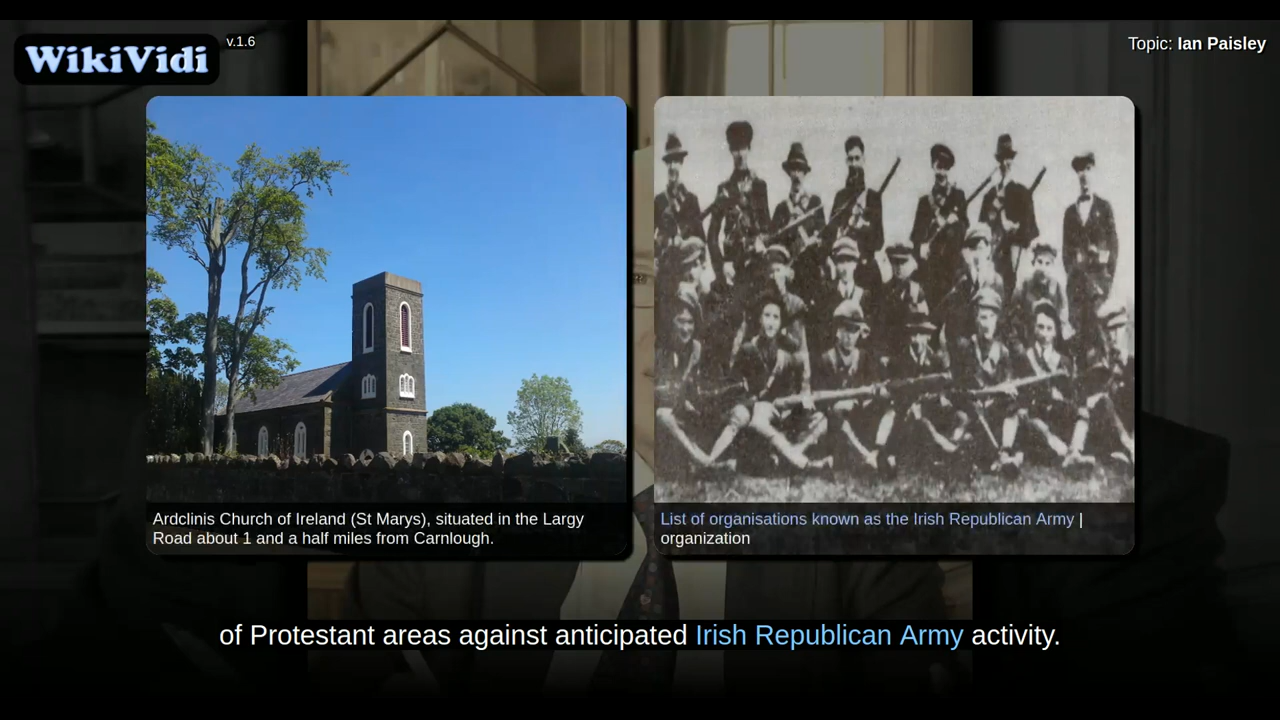 WikiVidi
v.1.6
Topic: Ian Paisley
Ardclinis Church of Ireland (St Marys), situated in the Largy
Road about 1 and a half miles from Carnlough.
List of organisations known as the Irish Republican Army |
organization
of Protestant areas against anticipated Irish Republican Army activity.